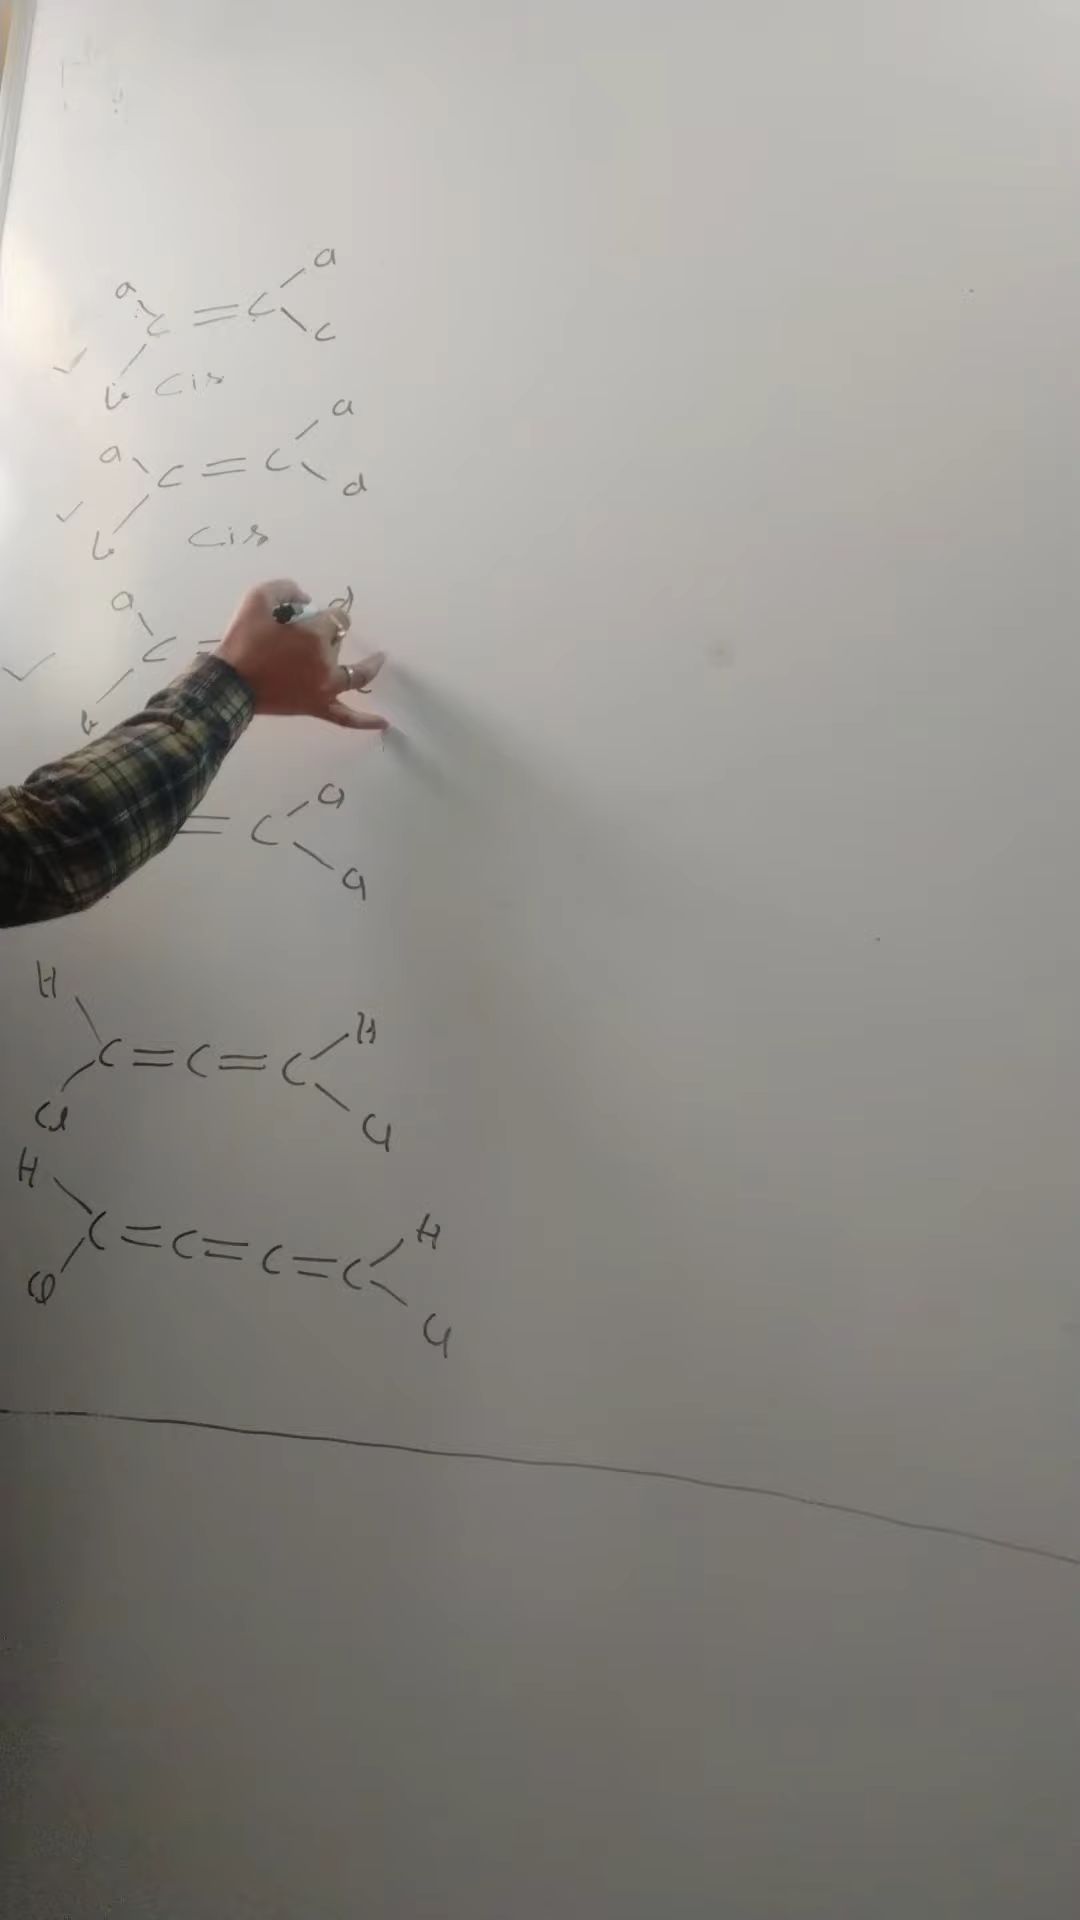 a a
C = C
b c
cis
a a
C = C
b d
cis
a d
C =
b
= C
a
a
H H
C = C = C
Cl Cl
H H
C = C = C = C
Cl Cl